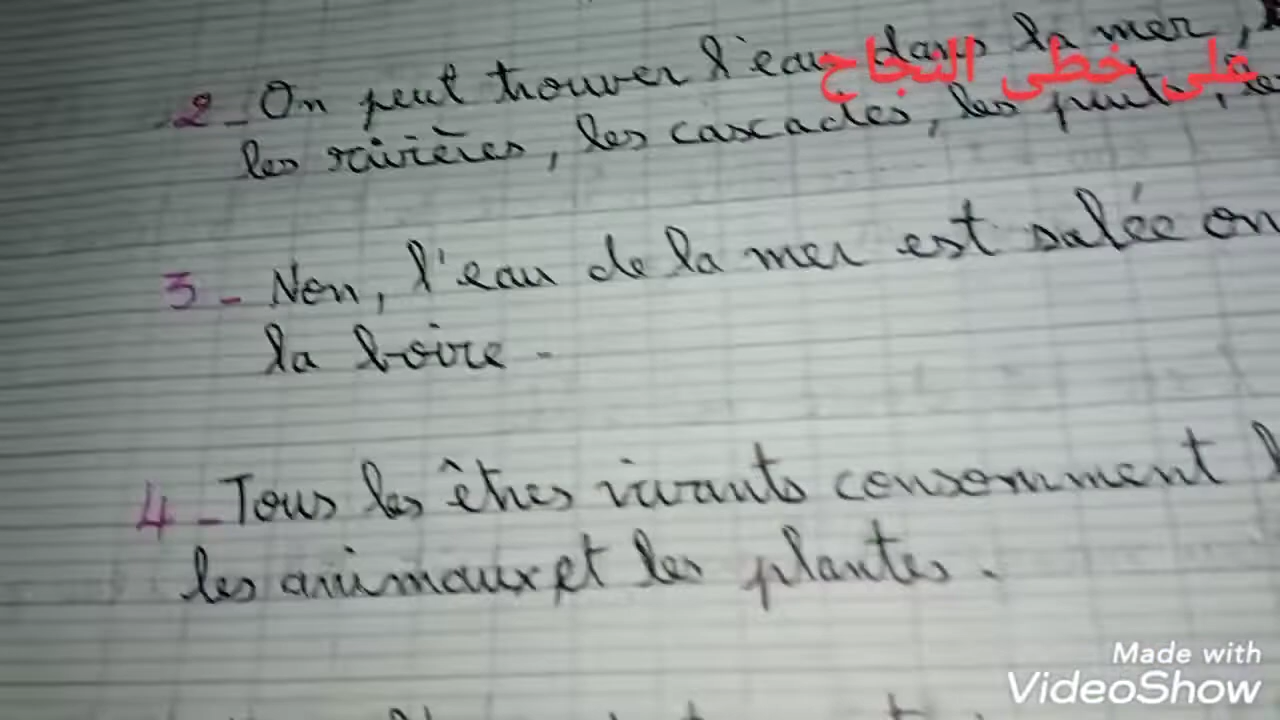 2 - On peut trouver l'eau dans la mer,
على خطى النجاح
les rivières, les cascades, les puits,
3 - Non, l'eau de la mer est salée on
la boire -
4 - Tous les êtres vivants consomment
les animaux et les plantes.
Made with
VideoShow